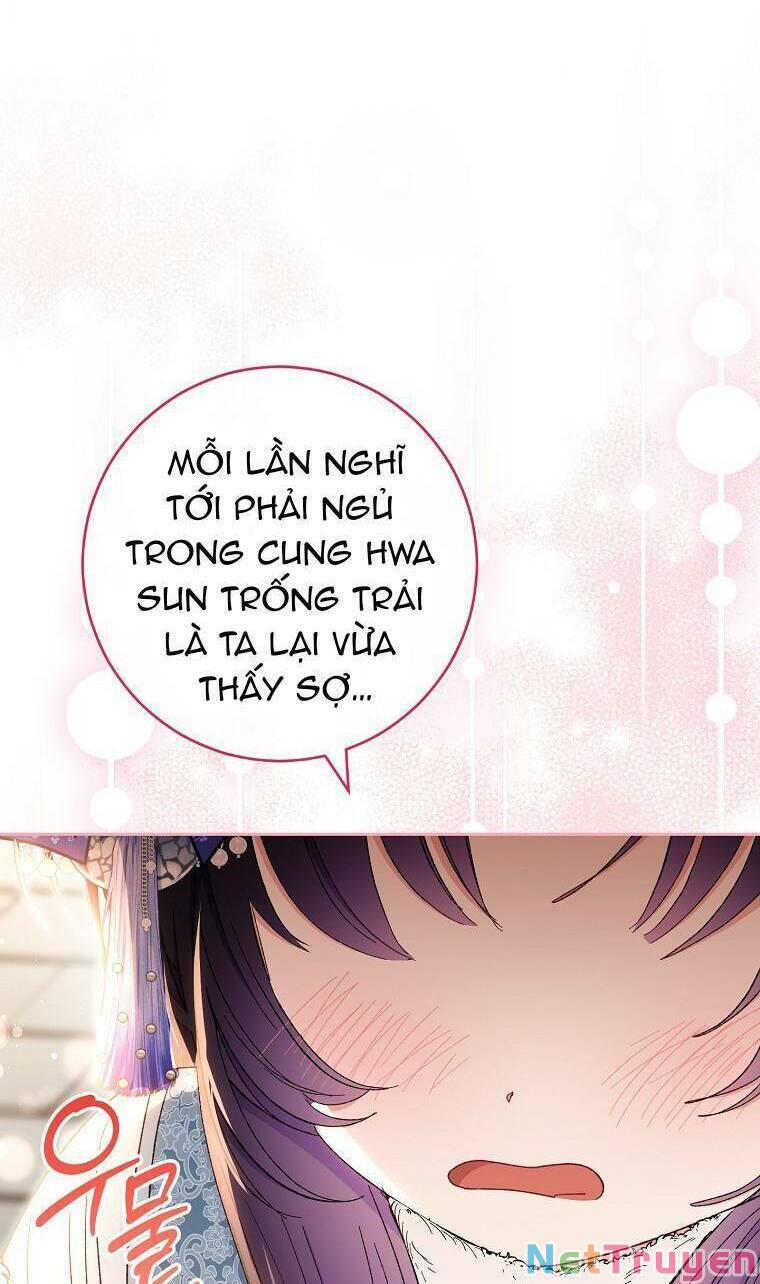 MỖI LẦN NGHĨ
TỚI PHẢI NGỦ
TRONG CUNG HWA
SUN TRỐNG TRẢI
LÀ TA LẠI VỪA
THẤY SỢ...
우물
NetTruyen